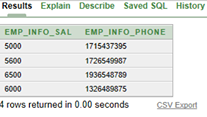 Results Explain Describe Saved SQL History
EMP_INFO_SAL EMP_INFO_PHONE
5000 1715437395
5600 1726549987
6500 1936548789
6000 1326489875
4 rows returned in 0.00 seconds CSV Export